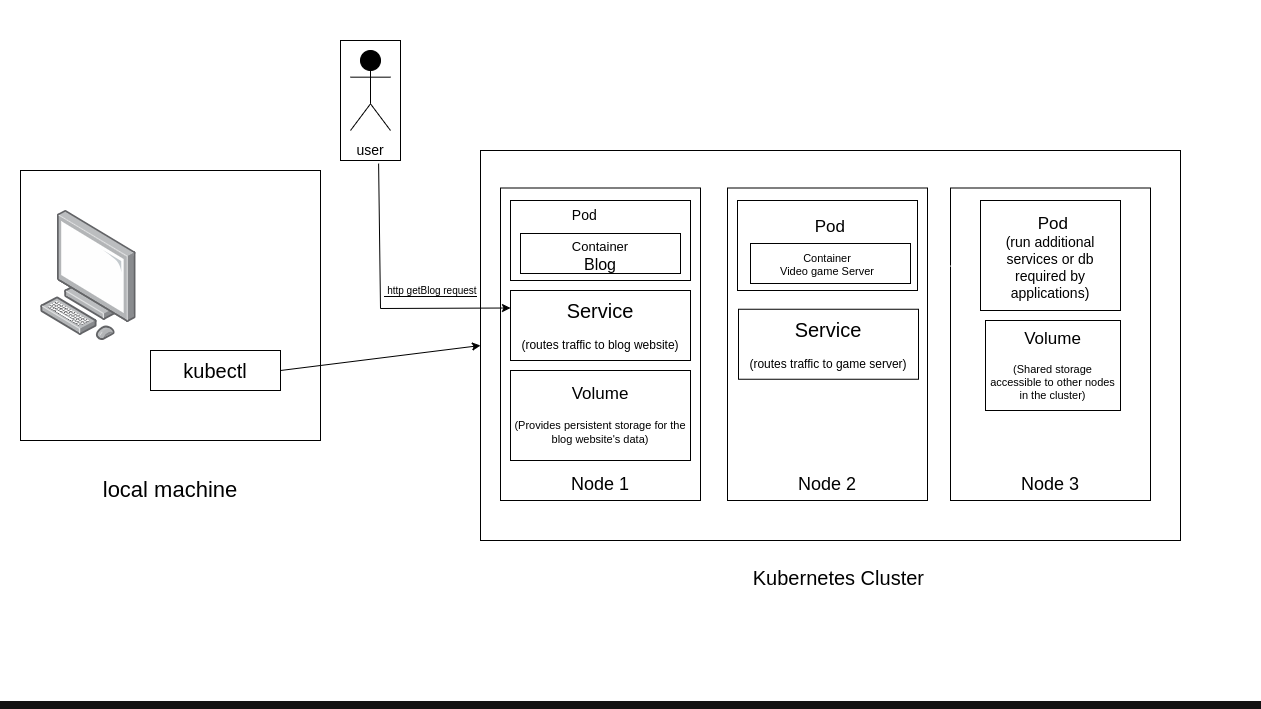 user
http getBlog request
kubectl
local machine
Pod
Container
Blog
Service
(routes traffic to blog website)
Volume
(Provides persistent storage for the
blog website's data)
Node 1
Pod
Container
Video game Server
Service
(routes traffic to game server)
Node 2
Pod
(run additional
services or db
required by
applications)
Volume
(Shared storage
accessible to other nodes
in the cluster)
Node 3
Kubernetes Cluster